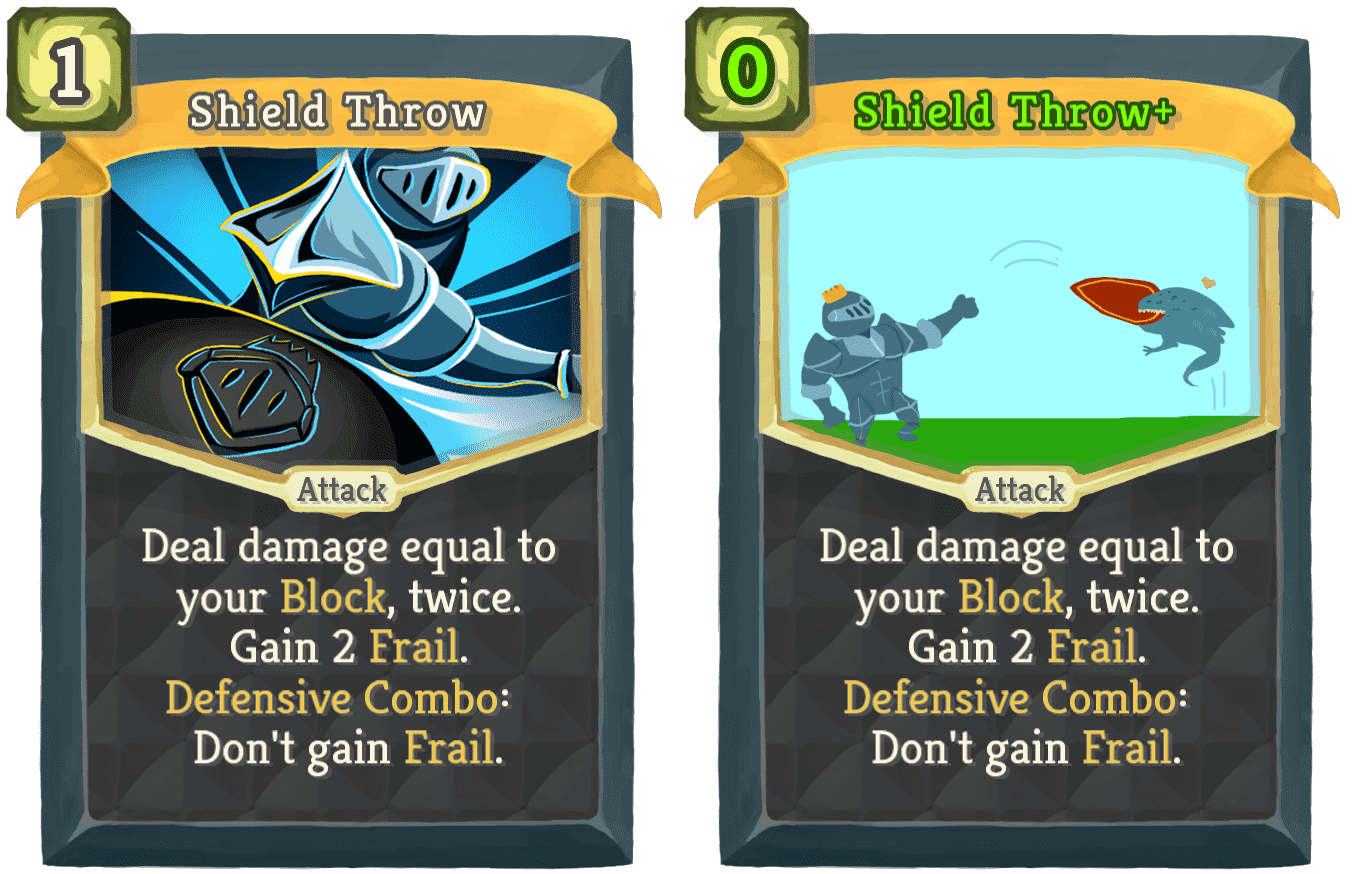 1
Shield Throw
Attack
Deal damage equal to
your Block, twice.
Gain 2 Frail.
Defensive Combo:
Don't gain Frail.
0
Shield Throw+
Attack
Deal damage equal to
your Block, twice.
Gain 2 Frail.
Defensive Combo:
Don't gain Frail.